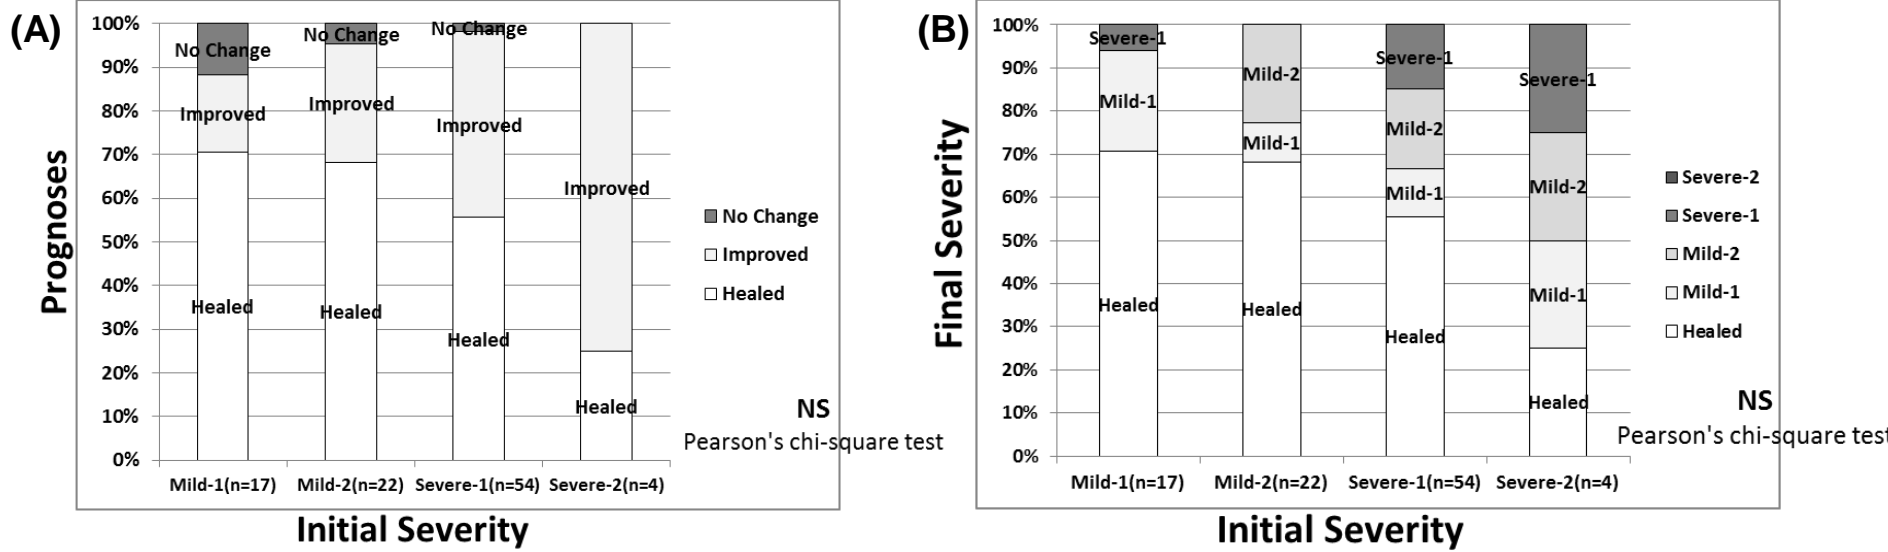 (A)
Prognoses
100%
90%
80%
70%
60%
50%
40%
30%
20%
10%
0%
No Change
Improved
Healed
No Change
Improved
Healed
No Change
Improved
Healed
Improved
Healed
Mild-1(n=17)
Mild-2(n=22)
Severe-1(n=54)
Severe-2(n=4)
Initial Severity
No Change
Improved
Healed
NS
Pearson's chi-square test
(B)
Final Severity
100%
90%
80%
70%
60%
50%
40%
30%
20%
10%
0%
Severe-1
Mild-1
Healed
Mild-2
Mild-1
Healed
Severe-1
Mild-2
Mild-1
Healed
Severe-1
Mild-2
Mild-1
Healed
Mild-1(n=17)
Mild-2(n=22)
Severe-1(n=54)
Severe-2(n=4)
Initial Severity
Severe-2
Severe-1
Mild-2
Mild-1
Healed
NS
Pearson's chi-square test